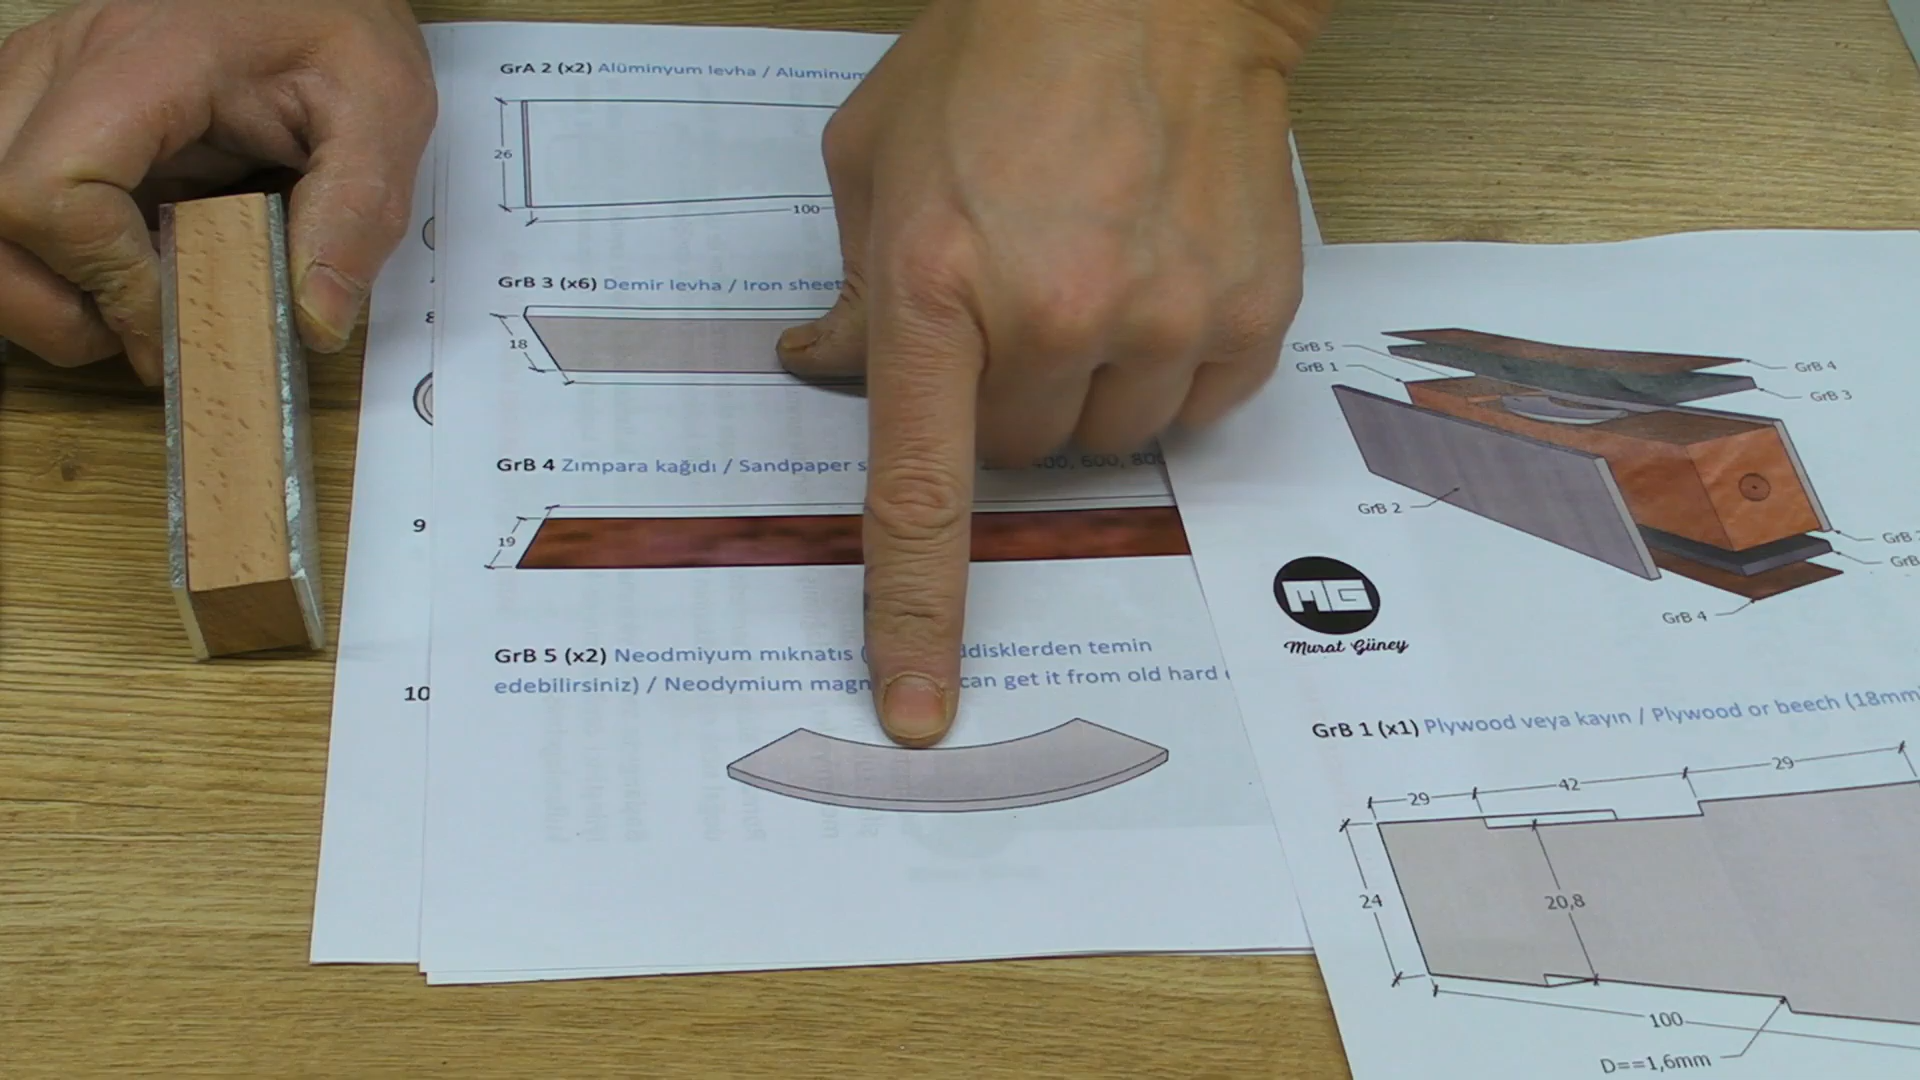 GrA 2 (x2) Alüminyum levha / Aluminum
26
100
GrB 3 (x6) Demir levha / Iron sheet
18
8
GrB 4 Zımpara kağıdı / Sandpaper 400, 600, 800
19
9
GrB 5 (x2) Neodmiyum mıknatıs ( ddisklerden temin
edebilirsiniz) / Neodymium magn can get it from old hard
10
GrB 5
GrB 1
GrB 4
GrB 3
GrB 2
GrB
GrB
GrB 4
MG
Murat Güney
GrB 1 (x1) Plywood veya kayın / Plywood or beech (18mm
29
42
29
24
20,8
100
D==1,6mm